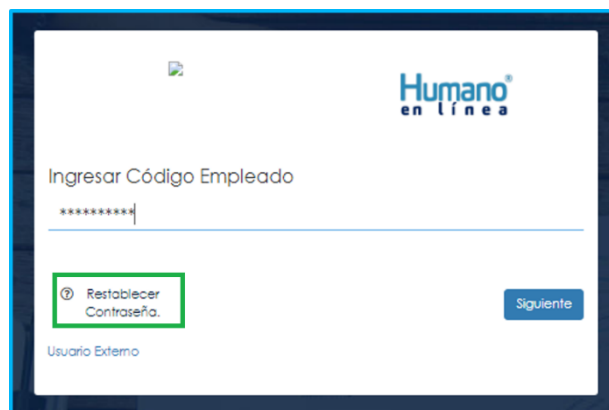 Humano®
en línea
Ingresar Código Empleado
**********
Restablecer
Contraseña.
Siguiente
Usuario Externo